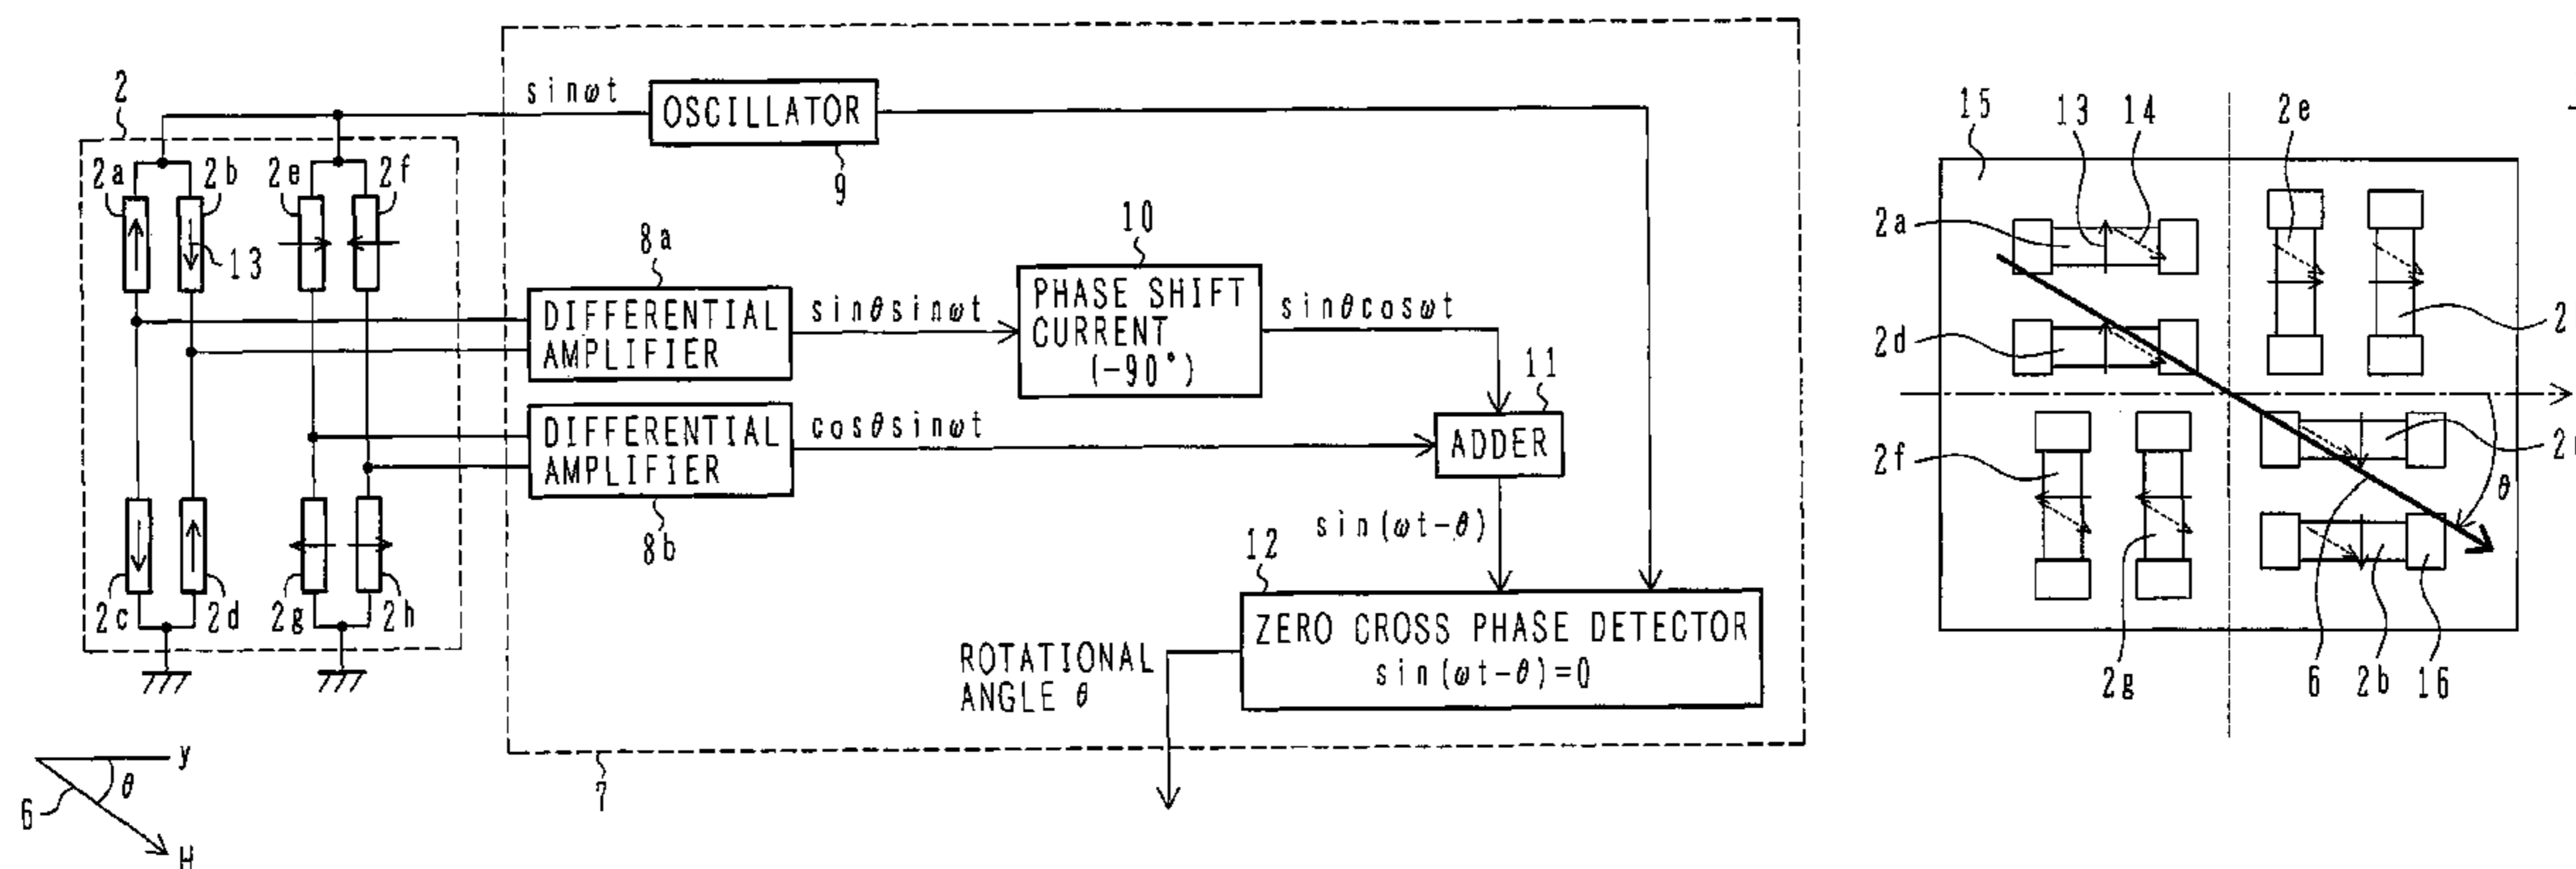 2
sinωt
OSCILLATOR
9
2a
2b
2e
2f
13
8a
DIFFERENTIAL
AMPLIFIER
sinθsinωt
10
PHASE SHIFT
CURRENT
(-90°)
sinθcosωt
11
ADDER
DIFFERENTIAL
AMPLIFIER
cosθsinωt
8b
sin(ωt-θ)
12
ZERO CROSS PHASE DETECTOR
sin(ωt-θ)=0
ROTATIONAL
ANGLE θ
2c
2d
2g
2h
7
y
θ
6
H
15
13
14
2e
2a
2d
2
2f
θ
2g
6
2b
16